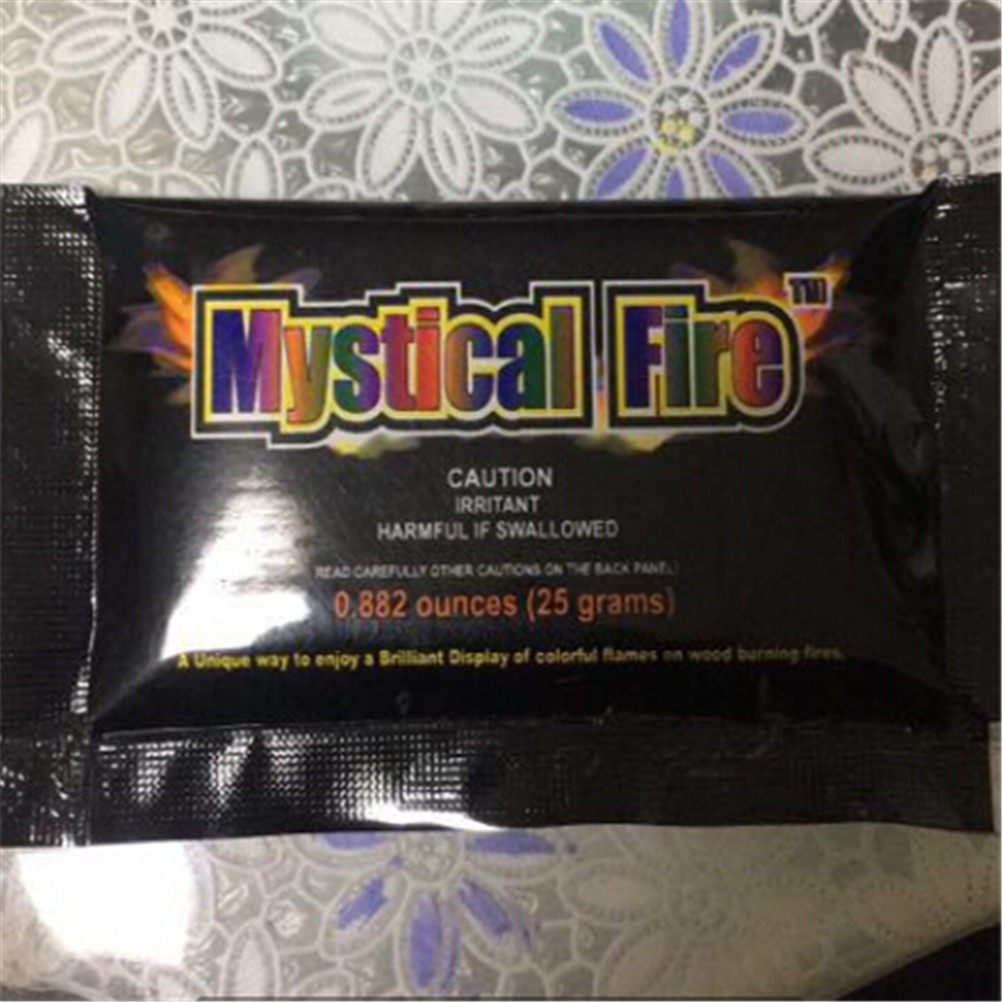 Mystical Fire™
CAUTION
IRRITANT
HARMFUL IF SWALLOWED
READ CAREFULLY OTHER CAUTIONS ON THE BACK PANEL!
0.882 ounces (25 grams)
A Unique way to enjoy a Brilliant Display of colorful flames on wood burning fires.